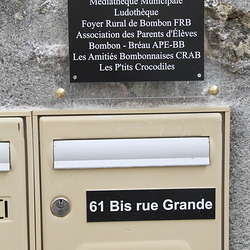 Médiathèque Municipale
Ludothèque
Foyer Rural de Bombon FRB
Association des Parents d'Élèves
Bombon - Bréau APE-BB
Les Amitiés Bombonnaises CRAB
Les P'tits Crocodiles
61 Bis rue Grande